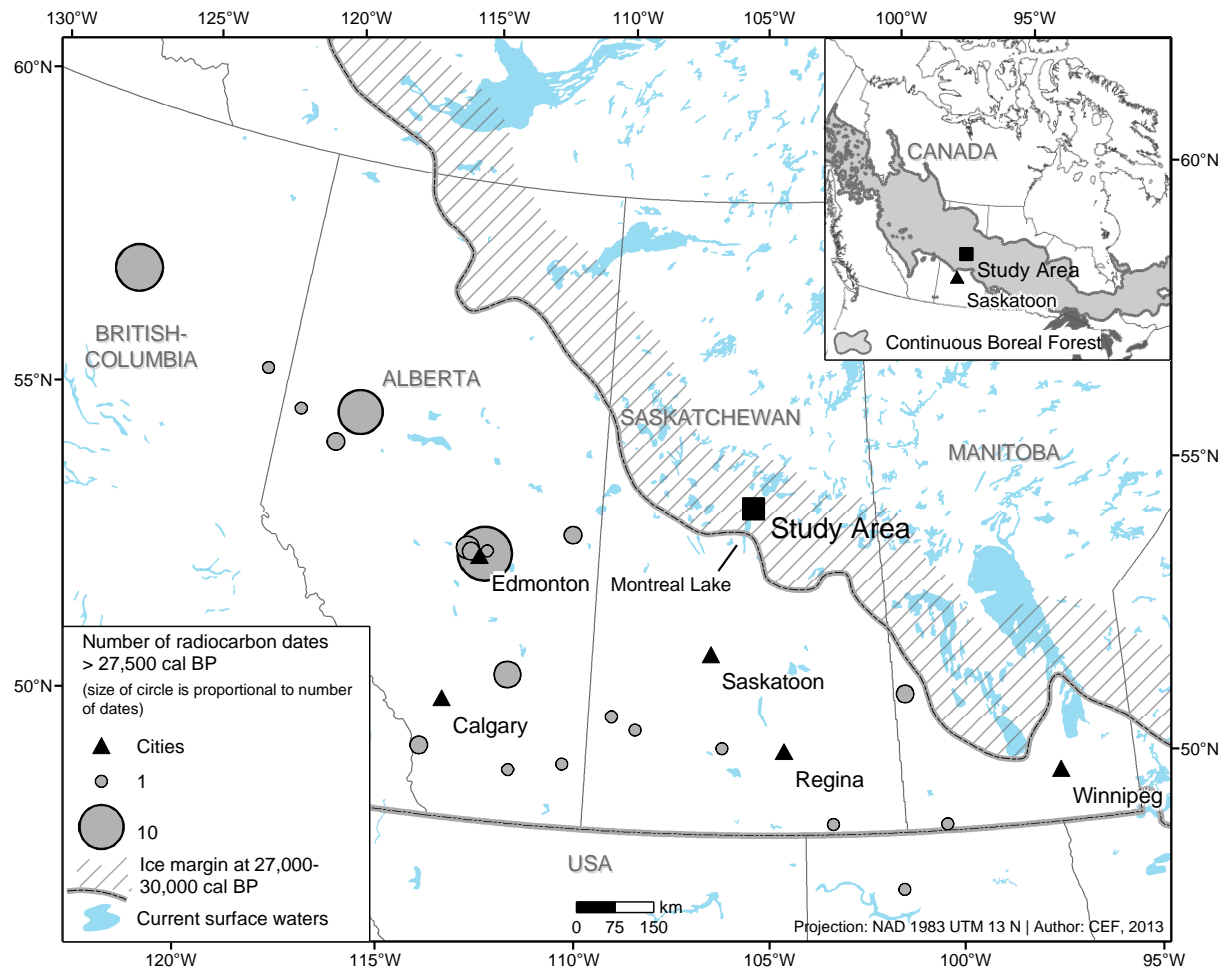 130°W 125°W 120°W 115°W 110°W 105°W 100°W 95°W
60°N
60°N
CANADA
Study Area
Saskatoon
Continuous Boreal Forest
BRITISH-
COLUMBIA
55°N
ALBERTA
SASKATCHEWAN
MANITOBA
55°N
Study Area
Edmonton
Montreal Lake
Number of radiocarbon dates
> 27,500 cal BP
(size of circle is proportional to number
of dates)
Cities
1
10
Ice margin at 27,000-
30,000 cal BP
Current surface waters
50°N
Saskatoon
Calgary
50°N
Regina
Winnipeg
USA
km
0 75 150
Projection: NAD 1983 UTM 13 N | Author: CEF, 2013
120°W 115°W 110°W 105°W 100°W 95°W